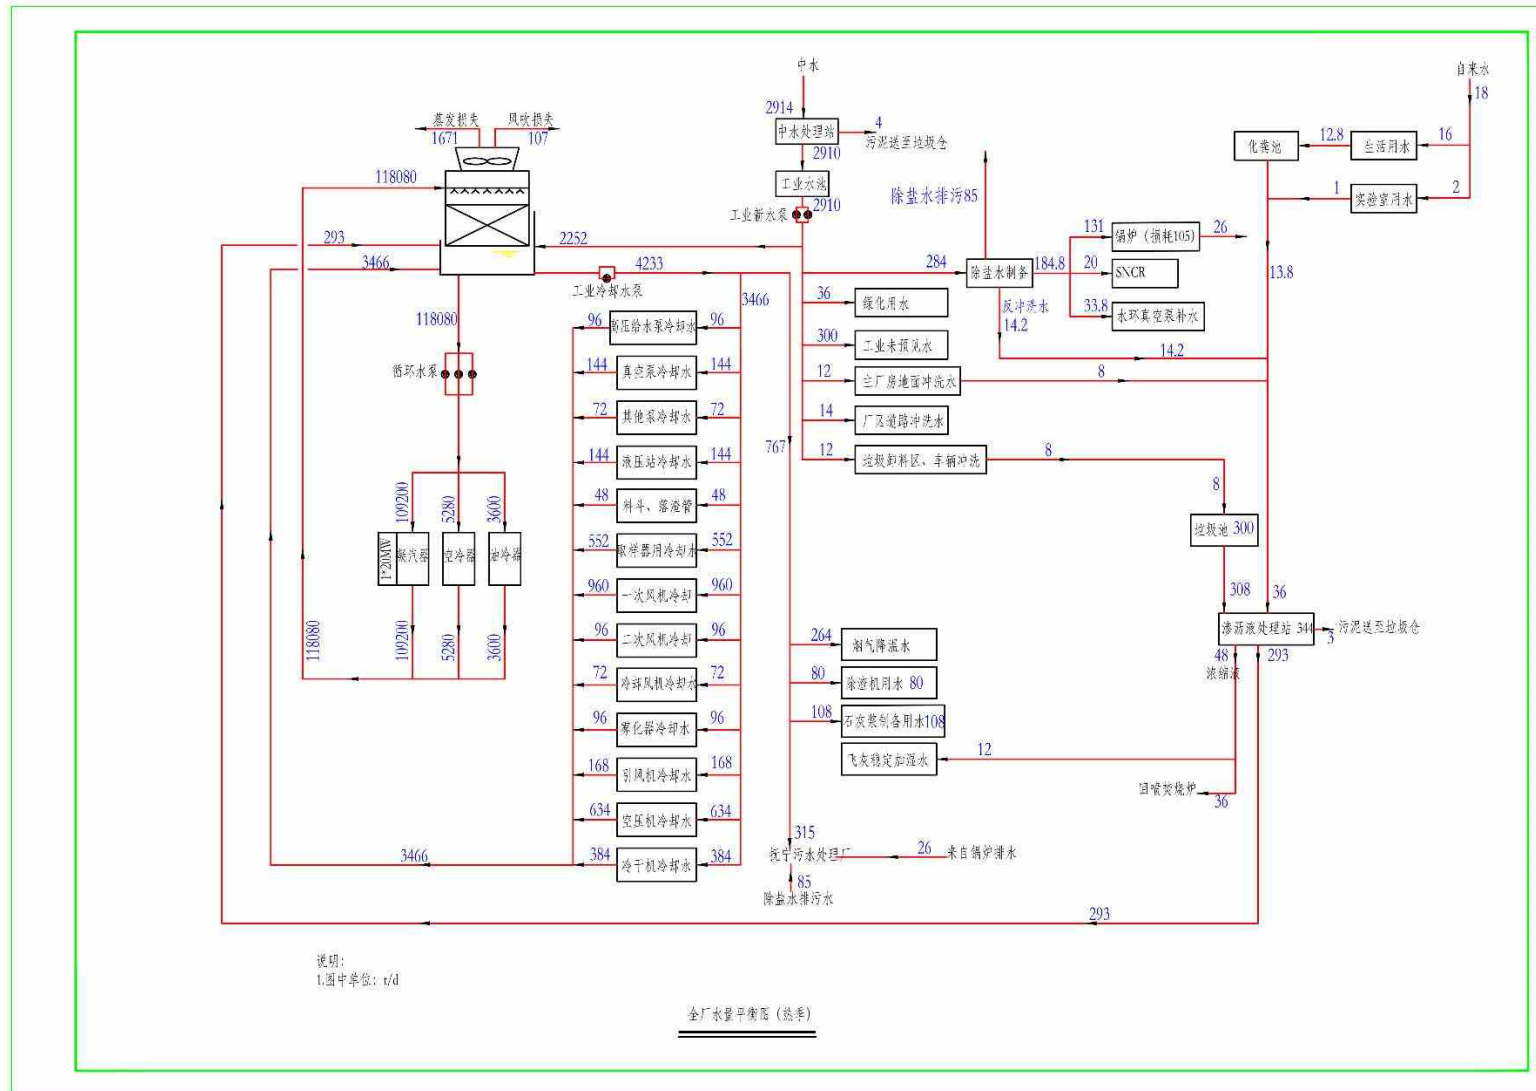 中水
自来水
18
2914
4
蒸发损失
风吹损失
1671
107
中水处理站
污泥送至垃圾仓
2910
化粪池
12.8
生活用水
16
工业水池
118080
除盐水排污85
1
实验室用水
2
工业新水泵
2910
293
2252
131
锅炉（损耗105）
26
3466
4233
284
除盐水制备
184.8
20
SNCR
13.8
工业冷却水泵
3466
36
绿化用水
反冲洗水
14.2
33.8
水环真空泵补水
118080
96
高压给水泵冷却水
96
300
工业未预见水
14.2
循环水泵
144
真空泵冷却水
144
12
主厂房地面冲洗水
8
72
其他泵冷却水
72
14
厂区道路冲洗水
767
144
液压站冷却水
144
12
垃圾卸料区、车辆冲洗
8
8
109200
5280
3600
48
料斗、落渣管
48
垃圾池 300
1*20MW
凝汽器
空冷器
油冷器
552
取样器用冷却水
552
960
一次风机冷却
960
308
36
118080
109200
5280
3600
96
二次风机冷却
96
264
烟气降温水
渗沥液处理站 344
污泥送至垃圾仓
3
48
293
浓缩液
72
冷却风机冷却水
72
80
除渣机用水 80
96
雾化器冷却水
96
108
石灰浆制备用水108
12
飞灰稳定加湿水
168
引风机冷却水
168
回喷焚烧炉
36
634
空压机冷却水
634
315
3466
384
冷干机冷却水
384
抚宁污水处理厂
26
来自锅炉排水
85
除盐水排污水
293
说明：
1.图中单位：t/d
全厂水量平衡图（热季）